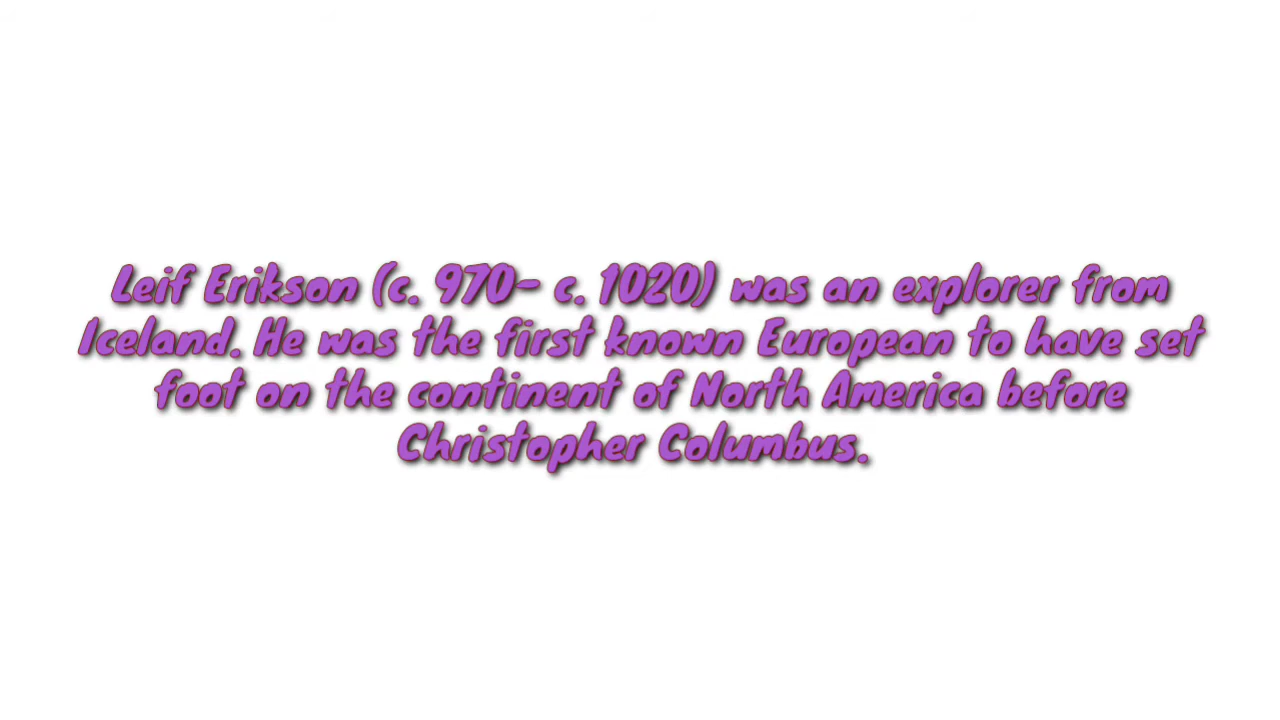 Leif Erikson (c. 970- c. 1020) was an explorer from
Iceland. He was the first known European to have set
foot on the continent of North America before
Christopher Columbus.